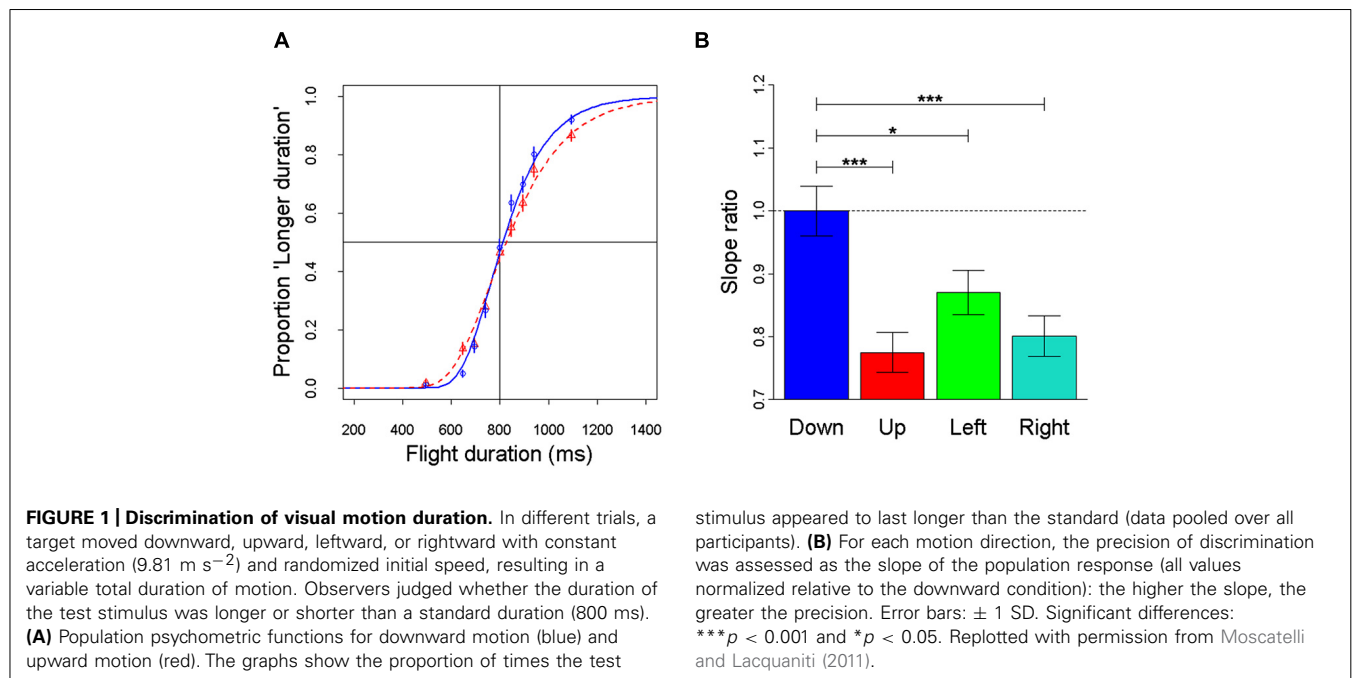 A
B
Proportion 'Longer duration'
1.0
0.8
0.6
0.4
0.2
0.0
200 400 600 800 1000 1200 1400
Flight duration (ms)
Slope ratio
1.2
1.1
1.0
0.9
0.8
0.7
***
*
***
Down Up Left Right
FIGURE 1 | Discrimination of visual motion duration. In different trials, a
target moved downward, upward, leftward, or rightward with constant
acceleration (9.81 m s−2) and randomized initial speed, resulting in a
variable total duration of motion. Observers judged whether the duration of
the test stimulus was longer or shorter than a standard duration (800 ms).
(A) Population psychometric functions for downward motion (blue) and
upward motion (red). The graphs show the proportion of times the test
stimulus appeared to last longer than the standard (data pooled over all
participants). (B) For each motion direction, the precision of discrimination
was assessed as the slope of the population response (all values
normalized relative to the downward condition): the higher the slope, the
greater the precision. Error bars: ± 1 SD. Significant differences:
***p < 0.001 and *p < 0.05. Replotted with permission from Moscatelli
and Lacquaniti (2011).